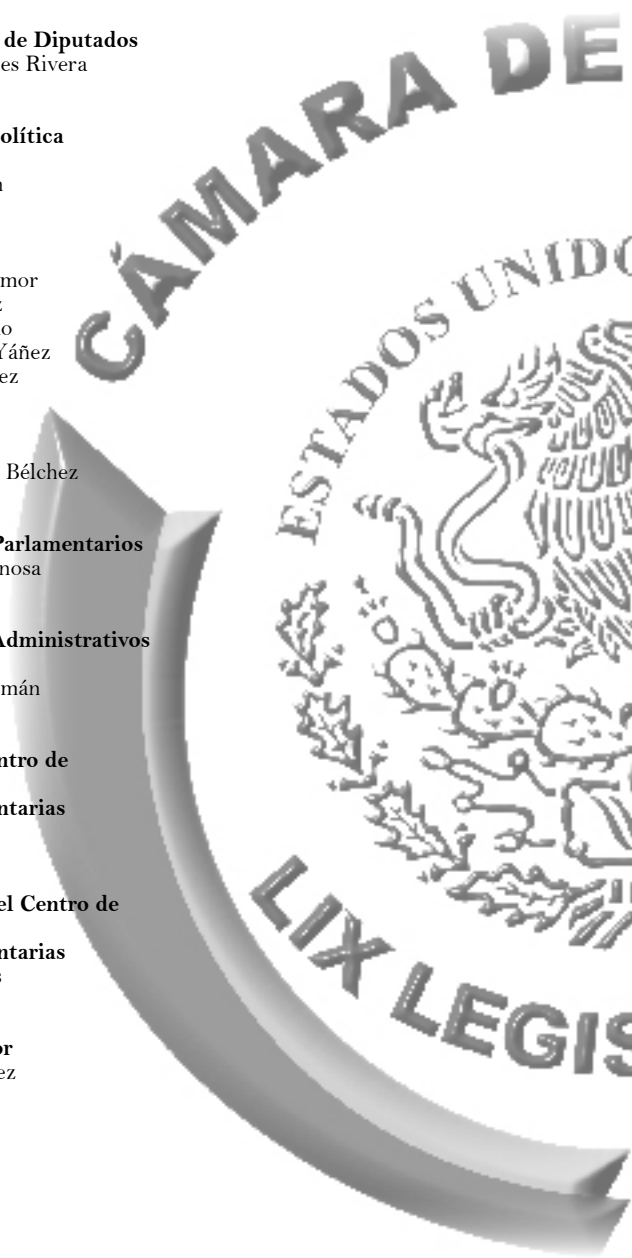 de Diputados
es Rivera
olítica
n
mor
z
o
Yáñez
ez
Bélchez
Parlamentarios
nosa
Administrativos
mán
ntro de
ntarias
el Centro de
ntarias
s
or
ez
CÁMARA DE
ESTADOS UNIDO
LIX LEGIS